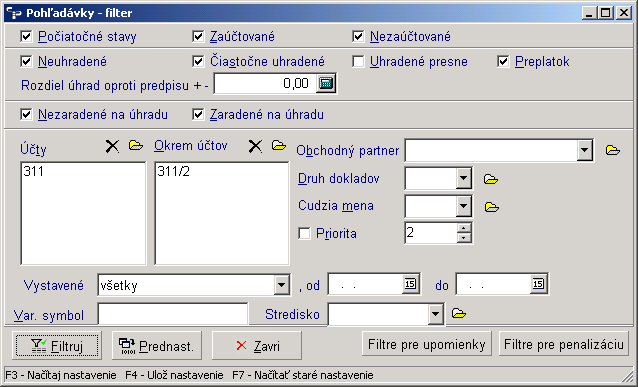 Pohľadávky - filter
Počiatočné stavy Zaúčtované Nezaúčtované
Neuhradené Čiastočne uhradené Uhradené presne Preplatok
Rozdiel úhrad oproti predpisu + - 0,00
Nezaradené na úhradu Zaradené na úhradu
Účty Okrem účtov Obchodný partner
311 311/2
Druh dokladov
Cudzia mena
Priorita 2
Vystavené všetky , od . . 15 do . . 15
Var. symbol Stredisko
Filtruj Prednast. Zavri Filtre pre upomienky Filtre pre penalizáciu
F3 - Načítaj nastavenie F4 - Ulož nastavenie F7 - Načítať staré nastavenie